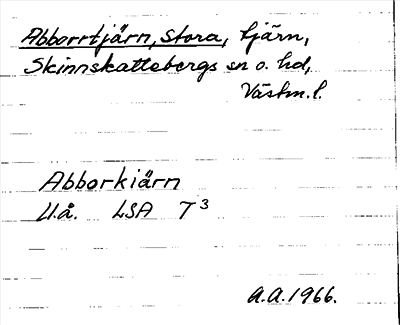 Abborrtjärn, Stora, tjärn,
Skinnskattebergs sn o. hd,
Västm.l.
Abborkiärn
U.å. LSA T³
A.A. 1966.